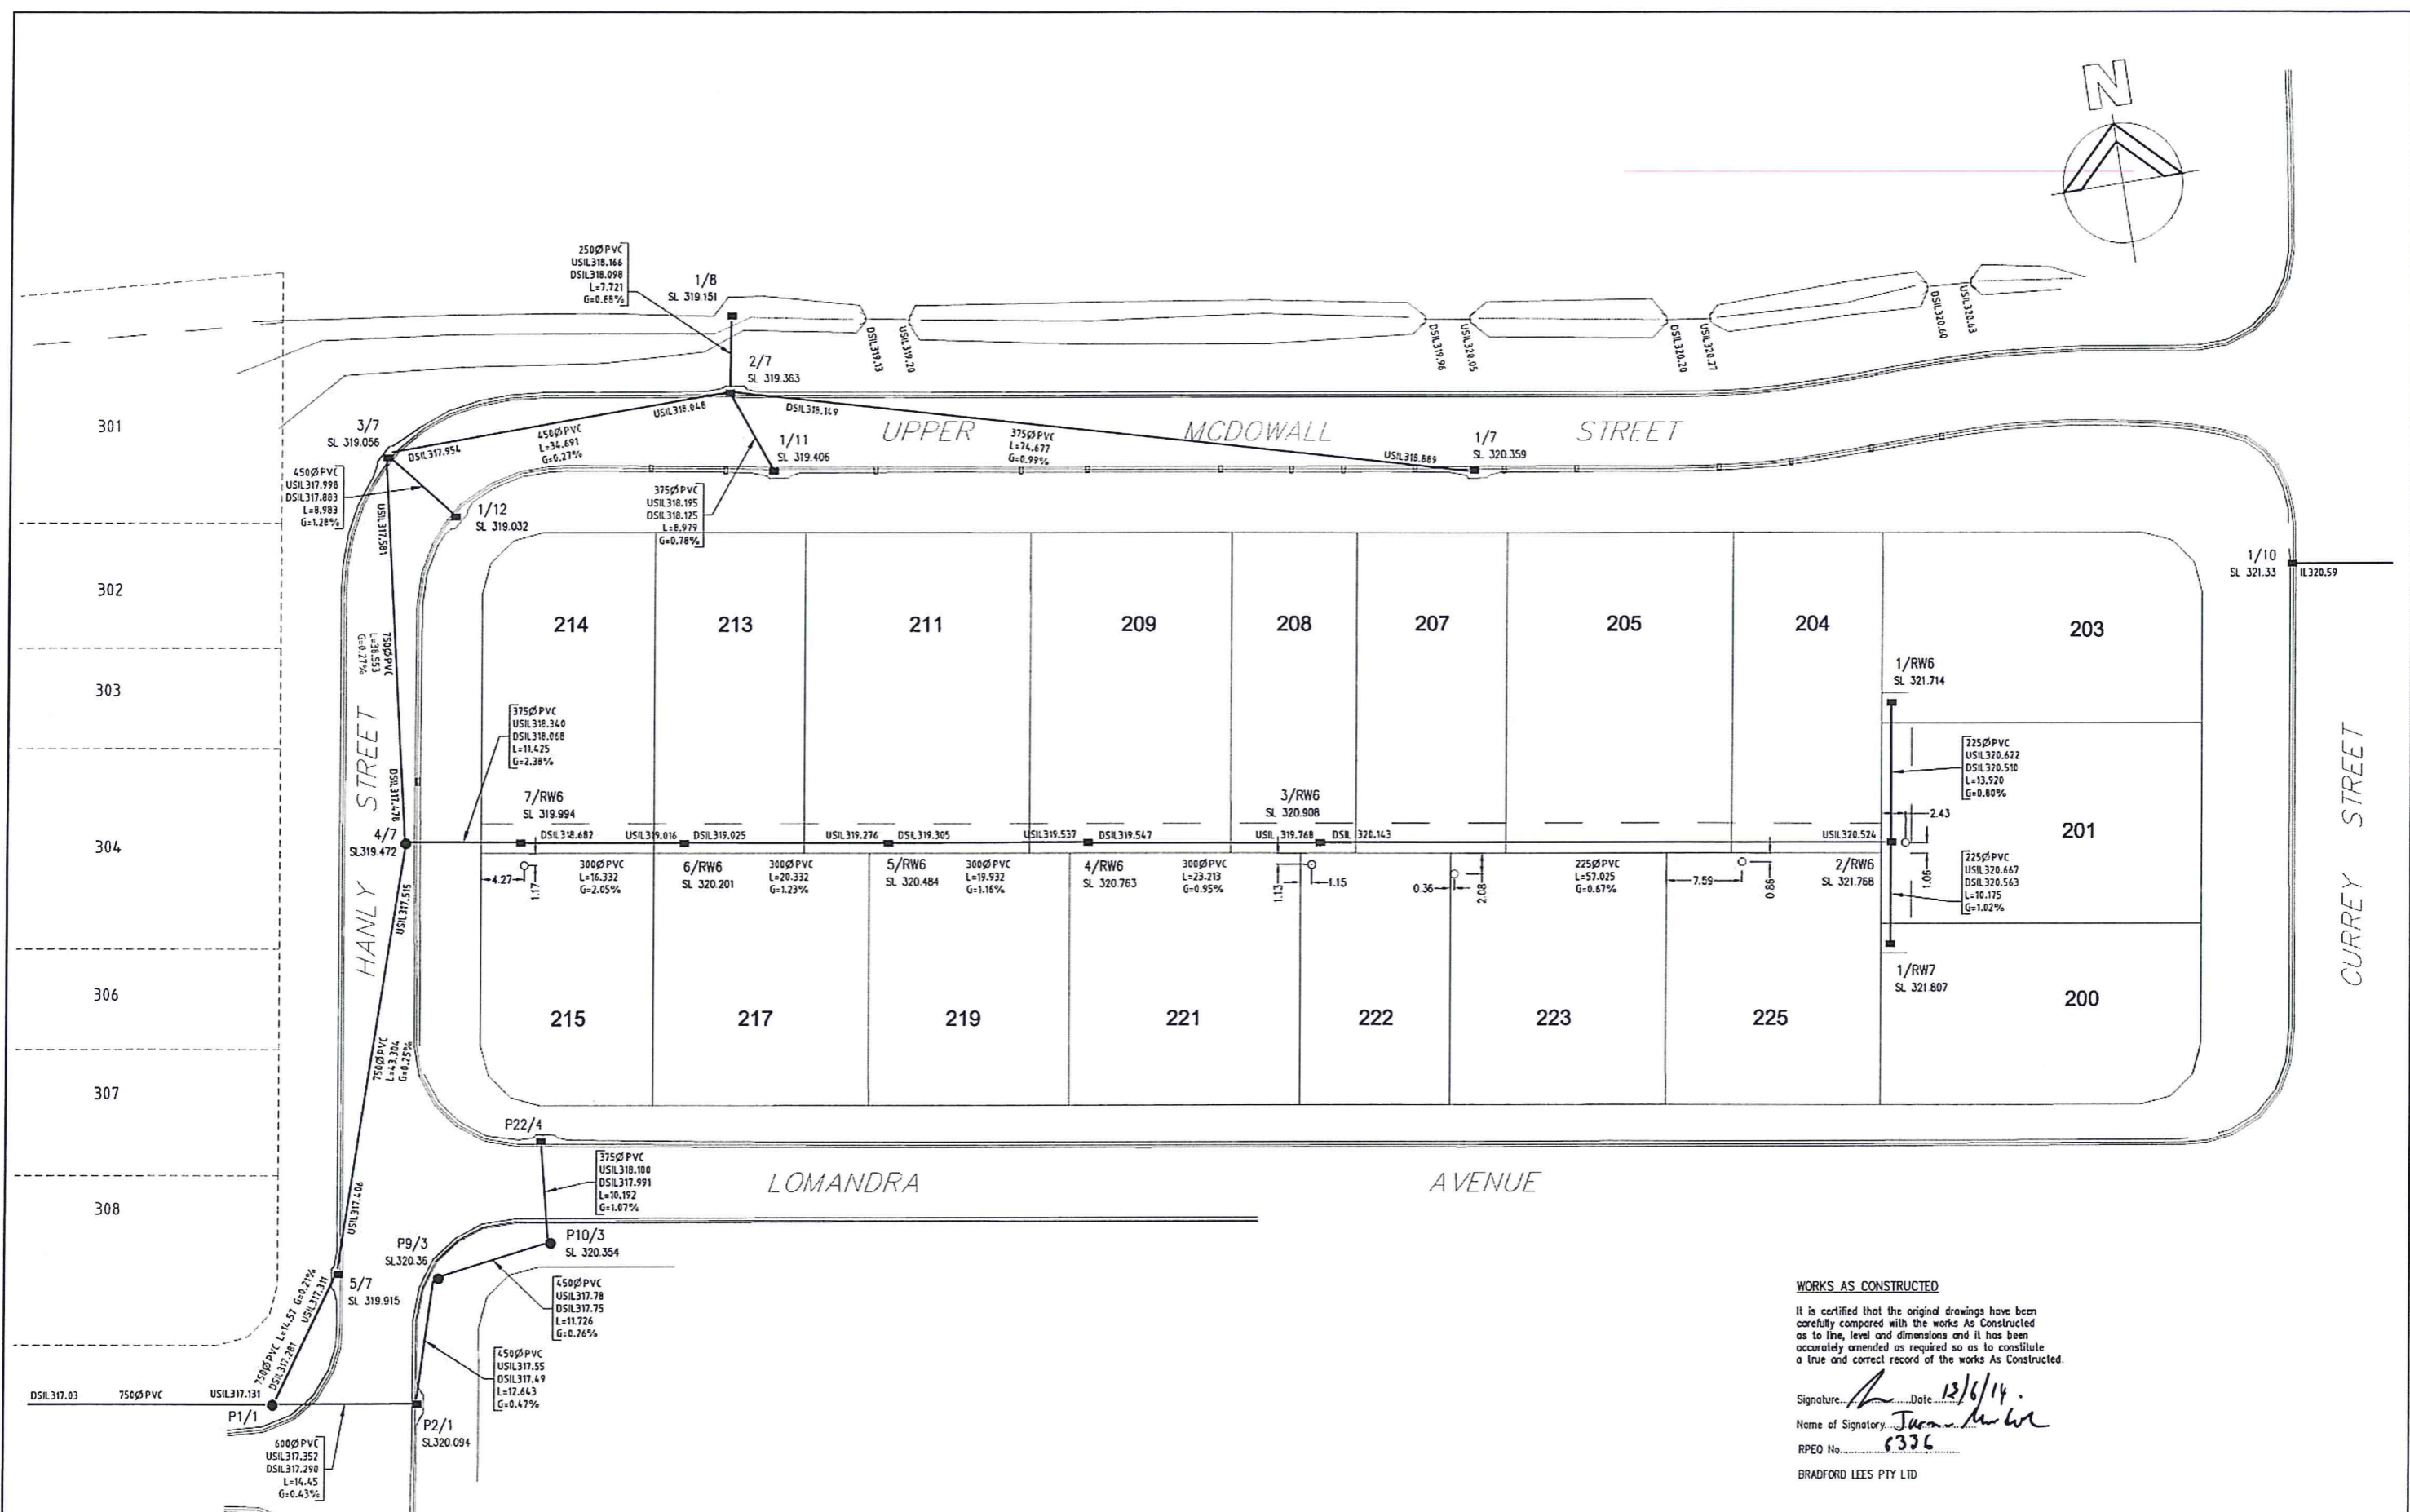 N
250ØPVC
USIL318.166
DSIL318.098
L=7.721
G=0.88%
1/8
SL 319.151
DSIL319.13
USIL319.20
DSIL319.96
USIL320.05
DSIL320.20
USIL320.27
DSIL320.60
USIL320.63
2/7
SL 319.363
USIL318.048
DSIL318.149
3/7
SL 319.056
DSIL317.954
450ØPVC
L=34.691
G=0.27%
UPPER MCDOWALL STREET
1/11
SL 319.406
375ØPVC
L=74.677
G=0.99%
USIL318.889
1/7
SL 320.359
450ØPVC
USIL317.998
DSIL317.883
L=8.983
G=1.28%
1/12
SL 319.032
375ØPVC
USIL318.195
DSIL318.125
L=8.979
G=0.78%
USIL317.581
1/10
SL 321.33
IL320.59
301
302
303
304
306
307
308
214
213
211
209
208
207
205
204
203
750ØPVC
L=38.553
G=0.27%
HANLY STREET
DSIL317.478
375ØPVC
USIL318.340
DSIL318.068
L=11.425
G=2.38%
1/RW6
SL 321.714
225ØPVC
USIL320.622
DSIL320.510
L=13.920
G=0.80%
2.43
201
CURREY STREET
7/RW6
SL 319.994
3/RW6
SL 320.908
4/7
SL319.472
DSIL318.682
USIL319.016
DSIL319.025
USIL319.276
DSIL319.305
USIL319.537
DSIL319.547
USIL 319.768
DSIL 320.143
USIL320.524
4.27
1.17
300ØPVC
L=16.332
G=2.05%
6/RW6
SL 320.201
300ØPVC
L=20.332
G=1.23%
5/RW6
SL 320.484
300ØPVC
L=19.932
G=1.16%
4/RW6
SL 320.763
300ØPVC
L=23.213
G=0.95%
1.13
1.15
0.36
2.08
225ØPVC
L=57.025
G=0.67%
7.59
0.86
2/RW6
SL 321.768
1.06
225ØPVC
USIL320.667
DSIL320.563
L=10.175
G=1.02%
1/RW7
SL 321.807
USIL317.515
215
217
219
221
222
223
225
200
750ØPVC
L=43.304
G=0.25%
P22/4
375ØPVC
USIL318.100
DSIL317.991
L=10.192
G=1.07%
LOMANDRA AVENUE
USIL317.406
P9/3
SL320.36
P10/3
SL 320.354
5/7
SL 319.915
450ØPVC
USIL317.78
DSIL317.75
L=11.726
G=0.26%
750ØPVC L=14.57 G=0.21%
DSIL317.281
USIL317.311
450ØPVC
USIL317.55
DSIL317.49
L=12.643
G=0.47%
DSIL317.03
750ØPVC
USIL317.131
P1/1
P2/1
SL320.094
600ØPVC
USIL317.352
DSIL317.290
L=14.45
G=0.43%
WORKS AS CONSTRUCTED
It is certified that the original drawings have been
carefully compared with the works As Constructed
as to line, level and dimensions and it has been
accurately amended as required so as to constitute
a true and correct record of the works As Constructed.
Signature Date 13/6/14.
Name of Signatory
RPEQ No. 6336
BRADFORD LEES PTY LTD